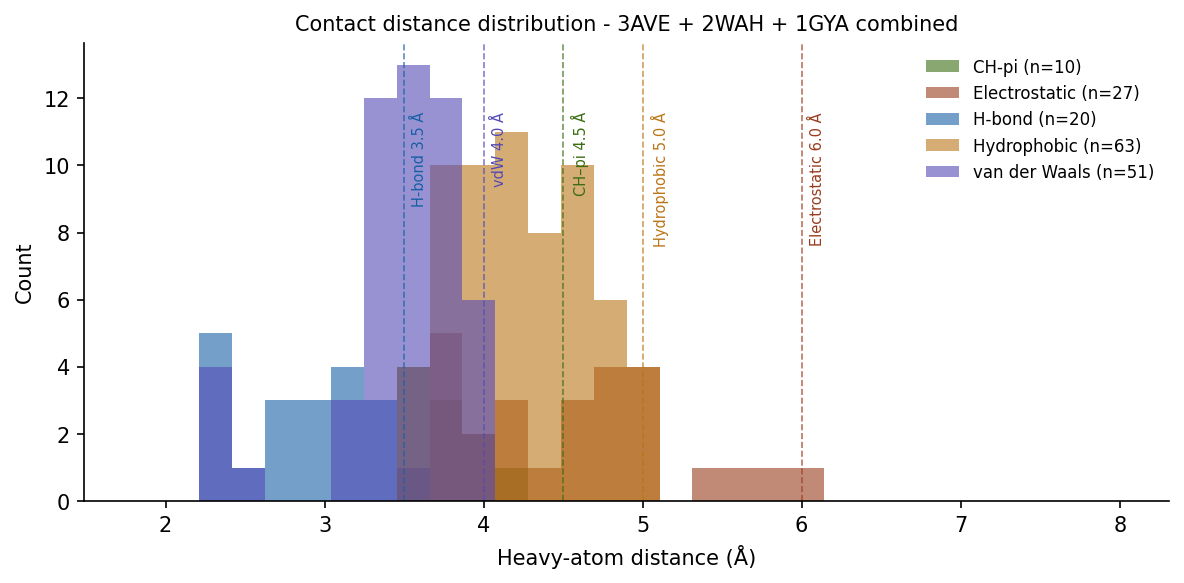 Contact distance distribution - 3AVE + 2WAH + 1GYA combined
CH-pi (n=10)
Electrostatic (n=27)
H-bond (n=20)
Hydrophobic (n=63)
van der Waals (n=51)
H-bond 3.5 Å
vdW 4.0 Å
CH–pi 4.5 Å
Hydrophobic 5.0 Å
Electrostatic 6.0 Å
Count
12
10
8
6
4
2
0
2
3
4
5
6
7
8
Heavy-atom distance (Å)